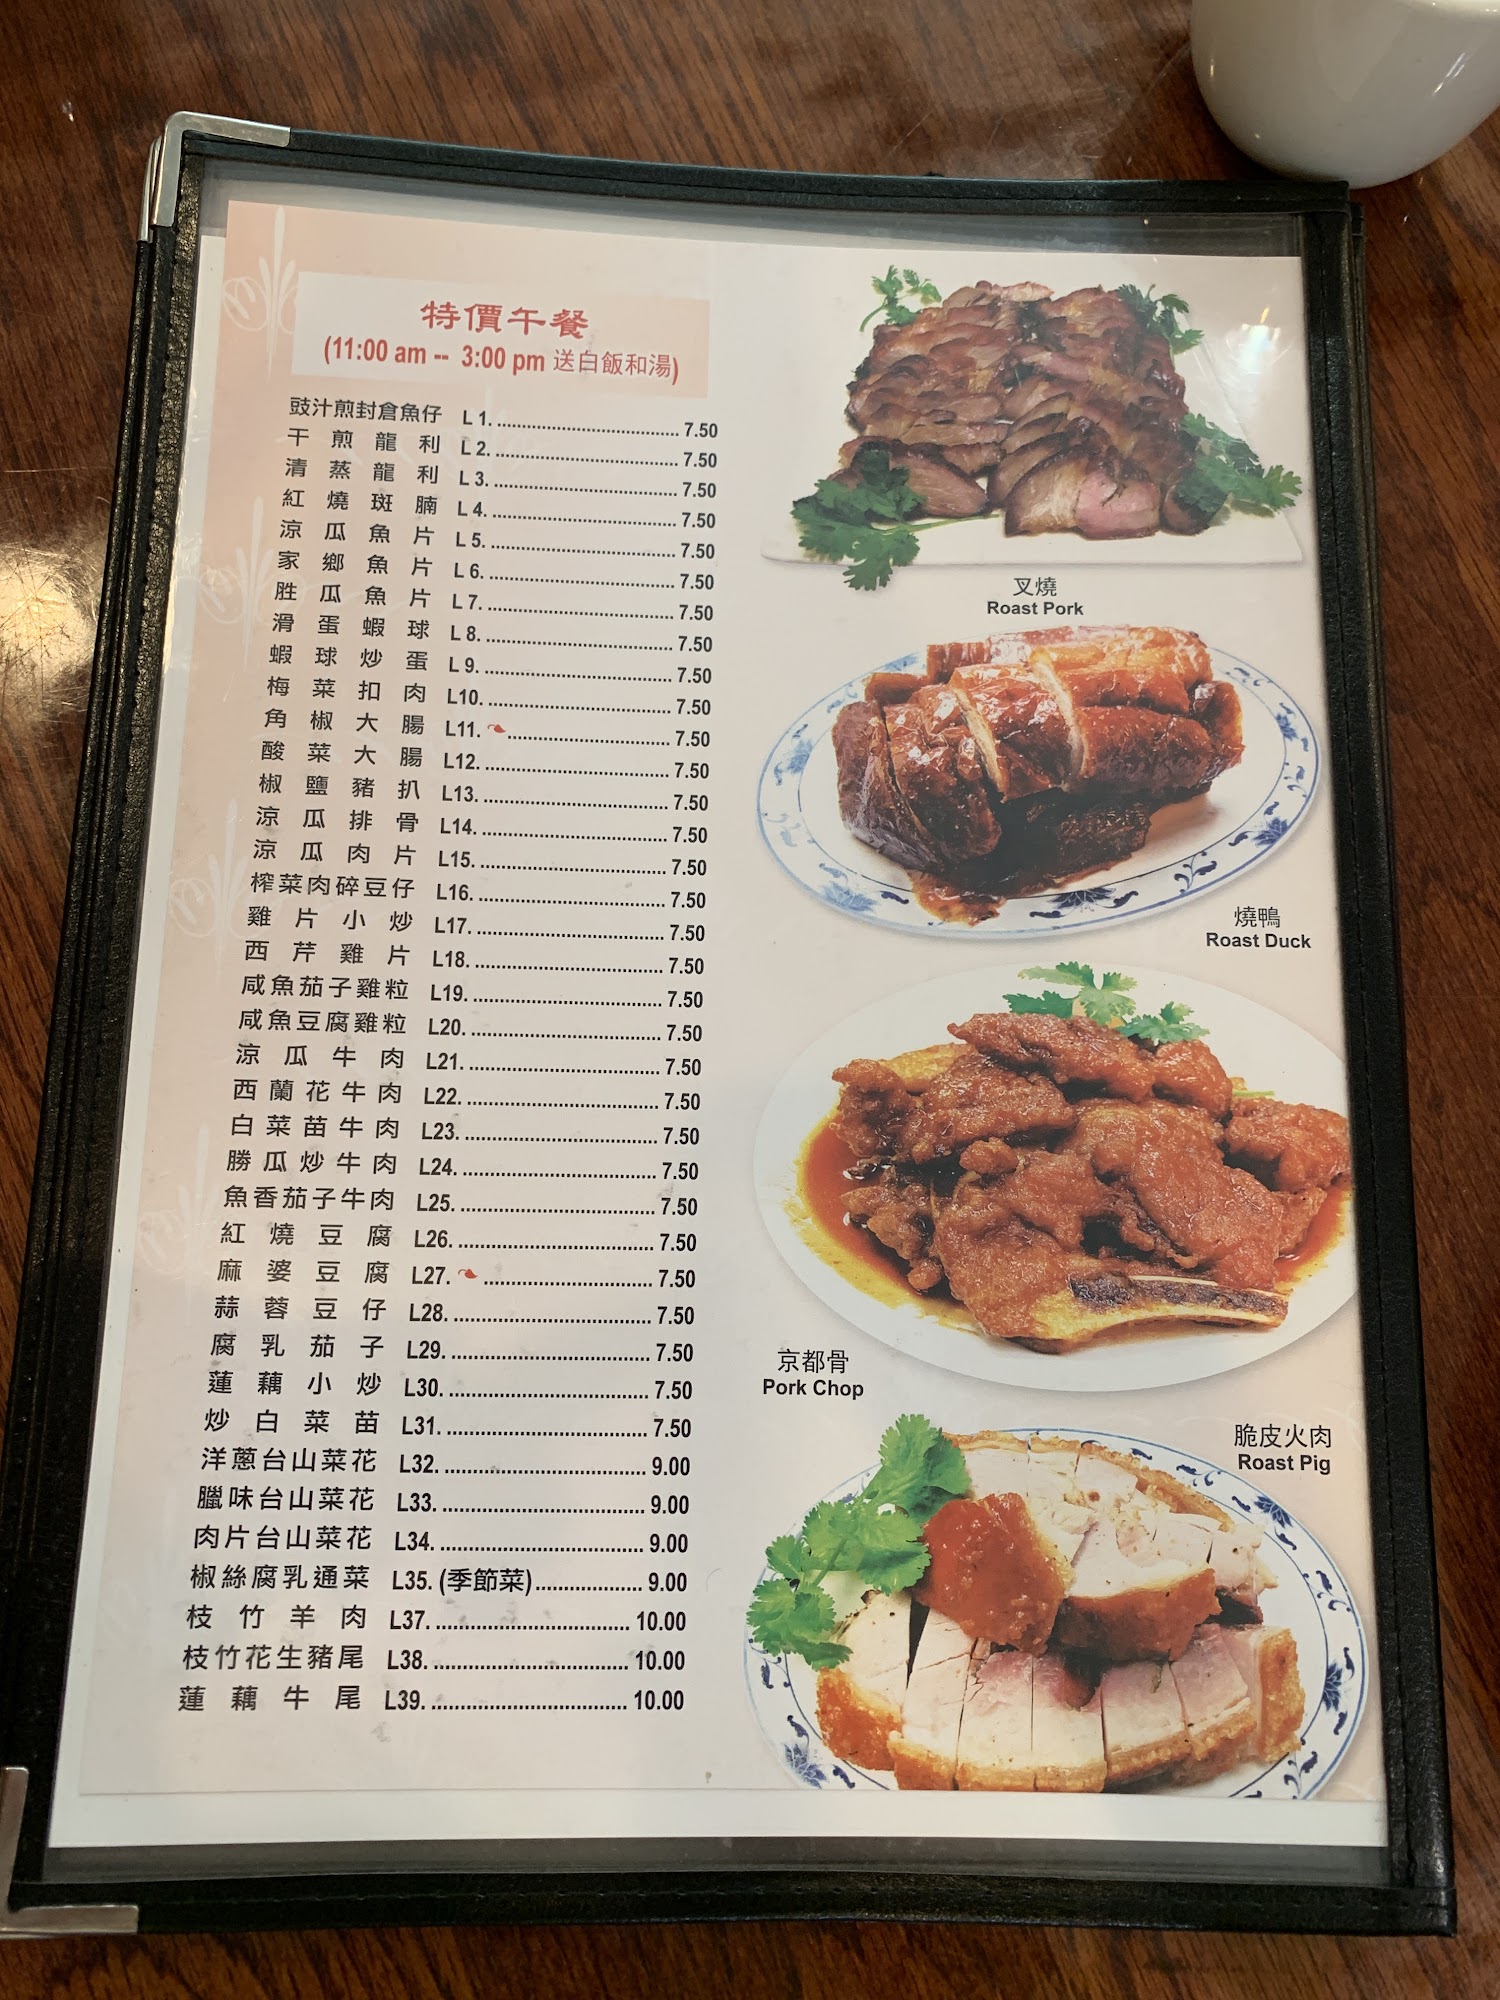 特價午餐
(11:00 am -- 3:00 pm 送白飯和湯)
豉汁煎封倉魚仔 L 1. 7.50
干煎龍利 L 2. 7.50
清蒸龍利 L 3. 7.50
紅燒斑腩 L 4. 7.50
涼瓜魚片 L 5. 7.50
家鄉魚片 L 6. 7.50
胜瓜魚片 L 7. 7.50
滑蛋蝦球 L 8. 7.50
蝦球炒蛋 L 9. 7.50
梅菜扣肉 L10. 7.50
角椒大腸 L11. 7.50
酸菜大腸 L12. 7.50
椒鹽豬扒 L13. 7.50
涼瓜排骨 L14. 7.50
涼瓜肉片 L15. 7.50
榨菜肉碎豆仔 L16. 7.50
雞片小炒 L17. 7.50
西芹雞片 L18. 7.50
咸魚茄子雞粒 L19. 7.50
咸魚豆腐雞粒 L20. 7.50
涼瓜牛肉 L21. 7.50
西蘭花牛肉 L22. 7.50
白菜苗牛肉 L23. 7.50
勝瓜炒牛肉 L24. 7.50
魚香茄子牛肉 L25. 7.50
紅燒豆腐 L26. 7.50
麻婆豆腐 L27. 7.50
蒜蓉豆仔 L28. 7.50
腐乳茄子 L29. 7.50
蓮藕小炒 L30. 7.50
炒白菜苗 L31. 7.50
洋蔥台山菜花 L32. 9.00
臘味台山菜花 L33. 9.00
肉片台山菜花 L34. 9.00
椒絲腐乳通菜 L35. (季節菜) 9.00
枝竹羊肉 L37. 10.00
枝竹花生豬尾 L38. 10.00
蓮藕牛尾 L39. 10.00
叉燒
Roast Pork
燒鴨
Roast Duck
京都骨
Pork Chop
脆皮火肉
Roast Pig